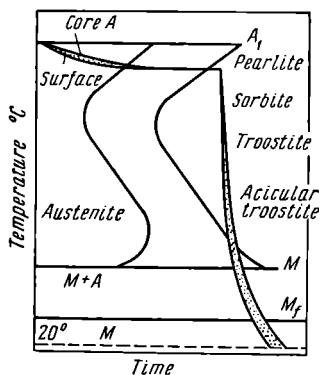 Core A
A1
Surface
Pearlite
Sorbite
Troostite
Acicular
troostite
Austenite
M+A
M
Mf
20° M
Temperature °C
Time